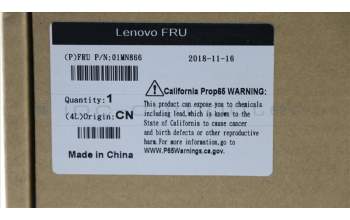 Lenovo FRU
(P)FRU P/N:01MN866 2018-11-16
California Prop65 WARNING:
Quantity:1 This product can expose you to chemicals
including lead,which is known to the
(4L)Origin:CN State of California to cause cancer
and birth defects or other reproductive
Made in China harm.For more information,go to
www.P65Warnings.ca.gov.